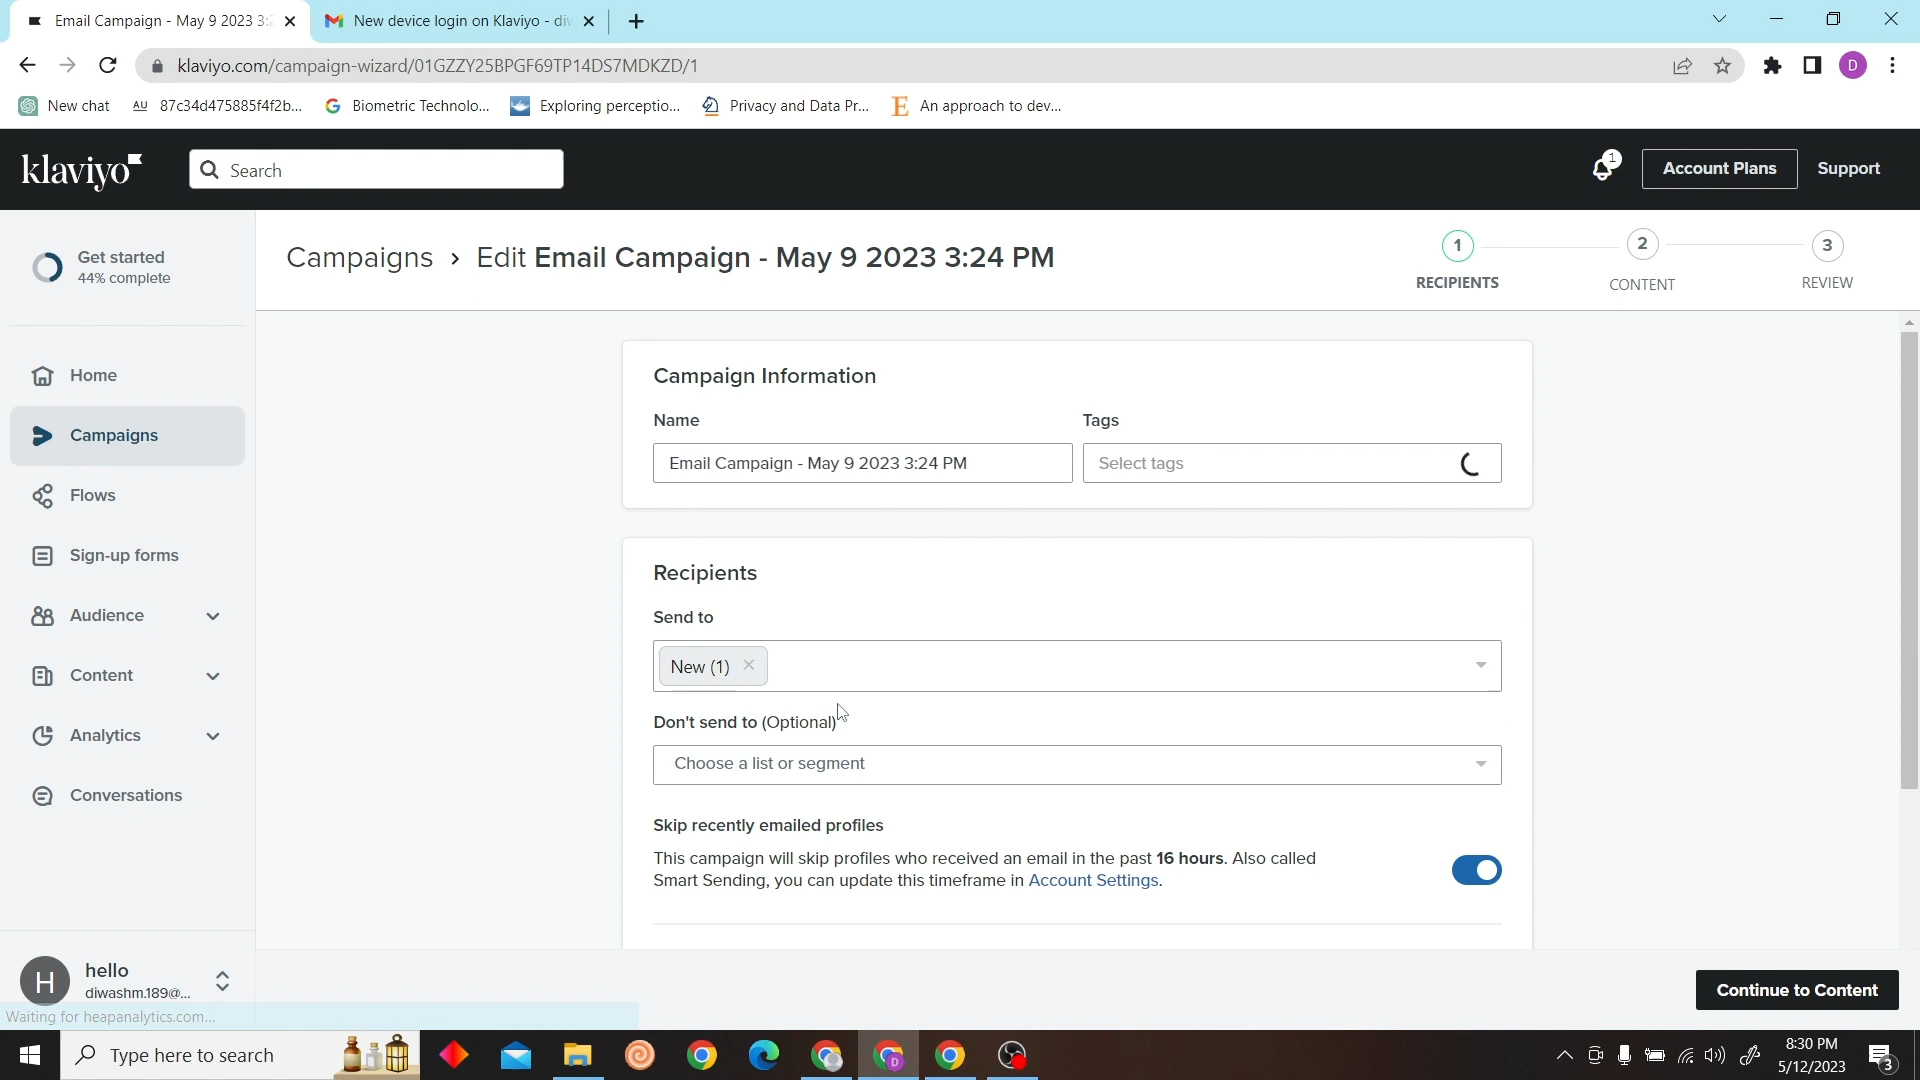 Email Campaign - May 9 2023 3:2
New device login on Klaviyo - di
klaviyo.com/campaign-wizard/01GZZY25BPGF69TP14DS7MDKZD/1
New chat
AU 87c34d475885f4f2b...
Biometric Technolo...
Exploring perceptio...
Privacy and Data Pr...
E An approach to dev...
D
klaviyo
Search
1
Account Plans
Support
Get started
44% complete
Campaigns › Edit Email Campaign - May 9 2023 3:24 PM
1
RECIPIENTS
2
CONTENT
3
REVIEW
Home
Campaigns
Flows
Sign-up forms
Audience
Content
Analytics
Conversations
Campaign Information
Name
Tags
Email Campaign - May 9 2023 3:24 PM
Select tags
Recipients
Send to
New (1)
Don't send to (Optional)
Choose a list or segment
Skip recently emailed profiles
This campaign will skip profiles who received an email in the past 16 hours. Also called
Smart Sending, you can update this timeframe in Account Settings.
H
hello
diwashm.189@...
Waiting for heapanalytics.com...
Continue to Content
Type here to search
D
8:30 PM
5/12/2023
3